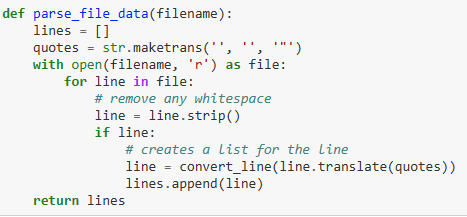 def parse_file_data(filename):
    lines = []
    quotes = str.maketrans('', '', '"')
    with open(filename, 'r') as file:
        for line in file:
            # remove any whitespace
            line = line.strip()
            if line:
                # creates a list for the line
                line = convert_line(line.translate(quotes))
                lines.append(line)
    return lines